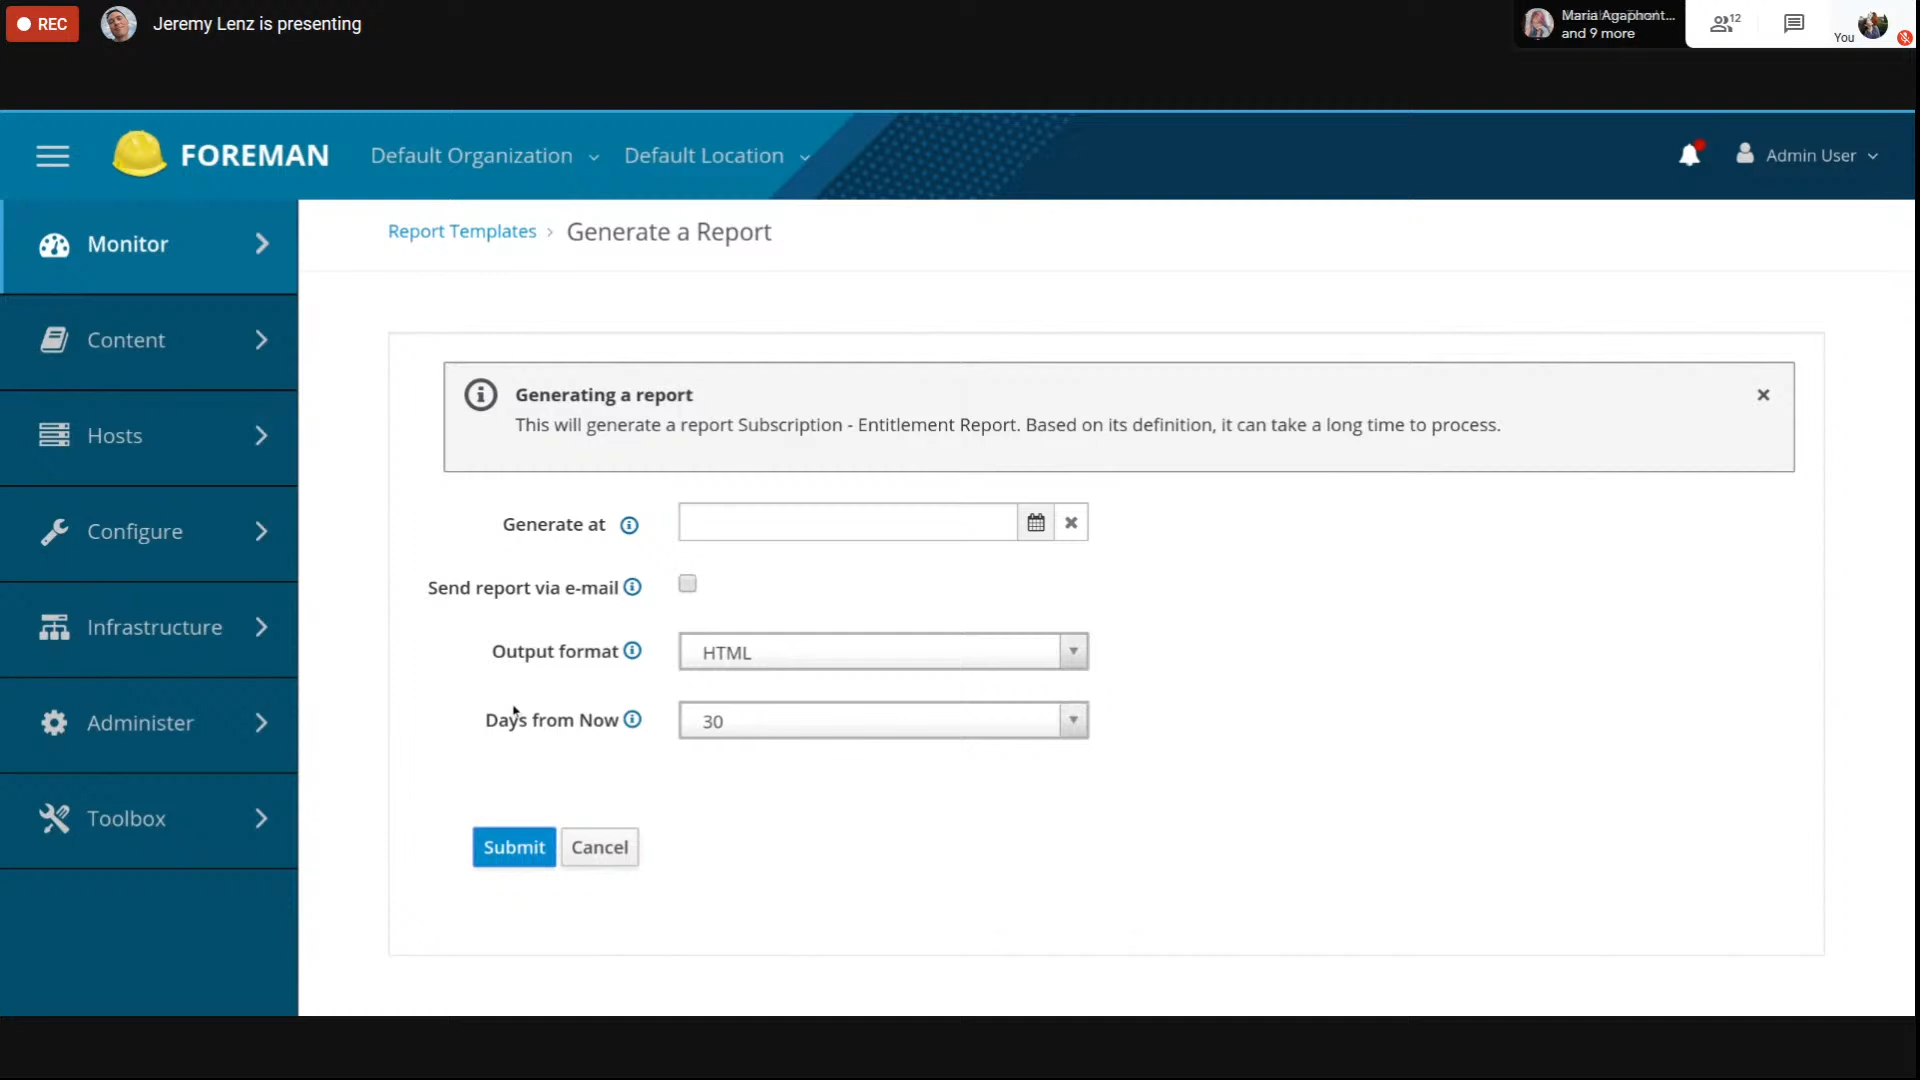 REC
Jeremy Lenz is presenting
and 9 more
12
You
FOREMAN
Default Organization
Default Location
Admin User
Monitor
Content
Hosts
Configure
Infrastructure
Administer
Toolbox
Report Templates > Generate a Report
Generating a report
This will generate a report Subscription - Entitlement Report. Based on its definition, it can take a long time to process.
Generate at
Send report via e-mail
Output format
HTML
Days from Now
30
Submit
Cancel